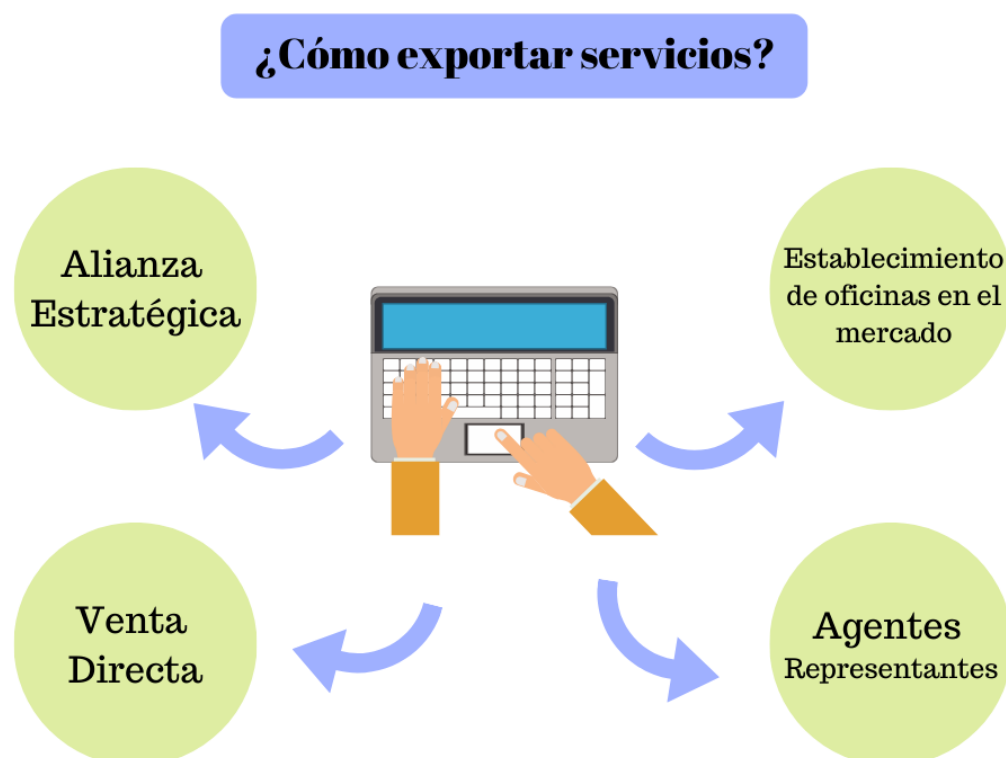 ¿Cómo exportar servicios?
Alianza
Estratégica
Establecimiento
de oficinas en el
mercado
Venta
Directa
Agentes
Representantes